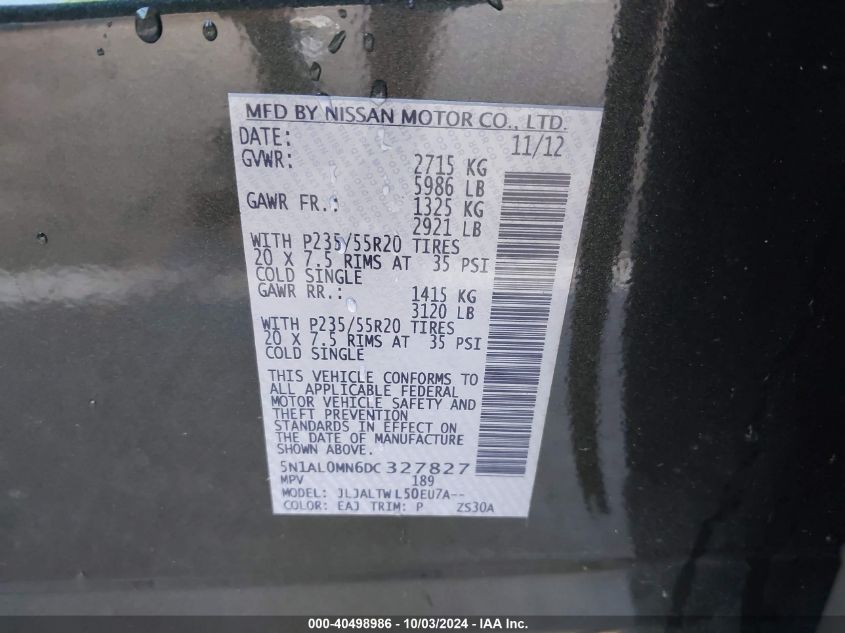 MFD BY NISSAN MOTOR CO., LTD.
DATE: 11/12
GVWR: 2715 KG
5986 LB
GAWR FR.: 1325 KG
2921 LB
WITH P235/55R20 TIRES
20 X 7.5 RIMS AT 35 PSI
COLD SINGLE
GAWR RR.: 1415 KG
3120 LB
WITH P235/55R20 TIRES
20 X 7.5 RIMS AT 35 PSI
COLD SINGLE
THIS VEHICLE CONFORMS TO
ALL APPLICABLE FEDERAL
MOTOR VEHICLE SAFETY AND
THEFT PREVENTION
STANDARDS IN EFFECT ON
THE DATE OF MANUFACTURE
SHOWN ABOVE.
5N1AL0MN6DC 327827
MPV 189
MODEL: JLJALTWL50EU7A--
COLOR: EAJ TRIM: P ZS30A
000-40498986 - 10/03/2024 - IAA Inc.